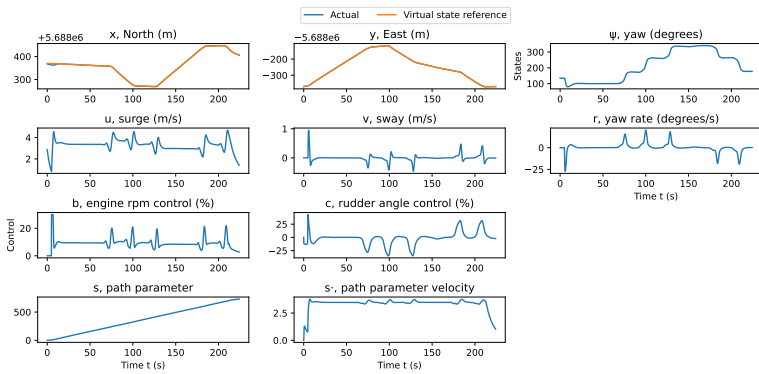 Actual Virtual state reference
x, North (m) y, East (m) ψ, yaw (degrees)
+5.688e6 −5.688e6
400 300
−200 −300
300 200 100
States
0 50 100 150 200 0 50 100 150 200 0 50 100 150 200
u, surge (m/s) v, sway (m/s) r, yaw rate (degrees/s)
4 2
1 0
0 −25
0 50 100 150 200 0 50 100 150 200 0 50 100 150 200
Time t (s)
b, engine rpm control (%) c, rudder angle control (%)
Control
20 0
25 0 −25
0 50 100 150 200 0 50 100 150 200
s, path parameter s·, path parameter velocity
500 0
2.5 0.0
0 50 100 150 200 0 50 100 150 200
Time t (s) Time t (s)